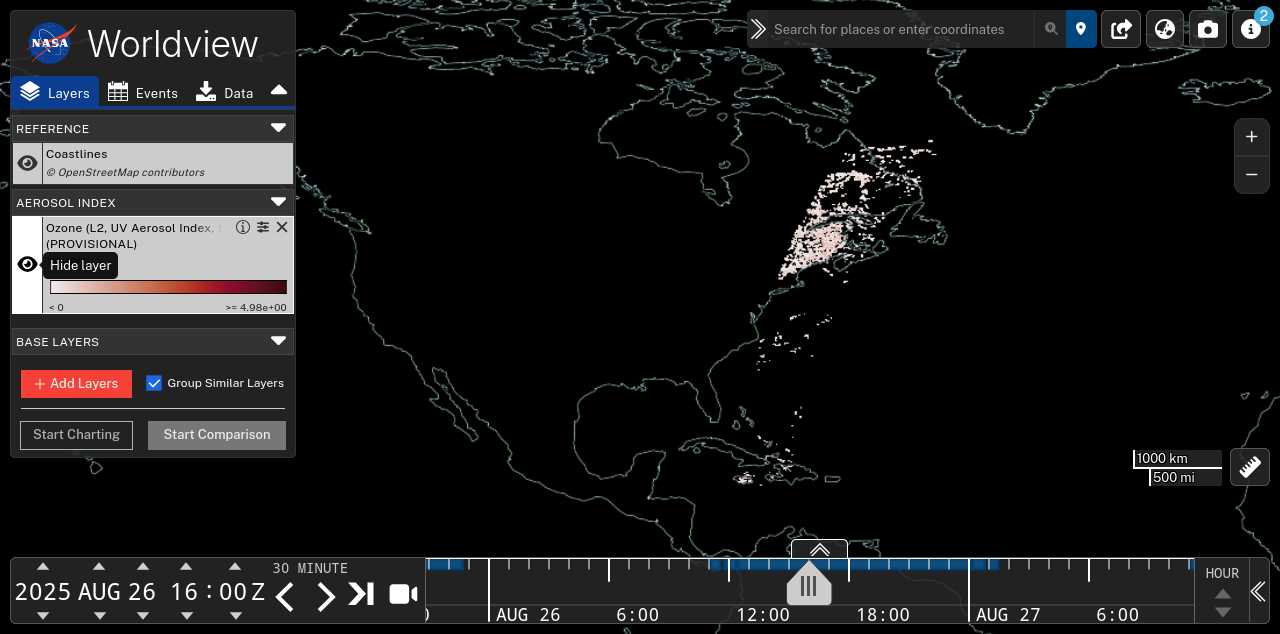 NASA Worldview
Search for places or enter coordinates
2
Layers Events Data
REFERENCE
Coastlines
© OpenStreetMap contributors
AEROSOL INDEX
Ozone (L2, UV Aerosol Index,
(PROVISIONAL)
Hide layer
< 0 >= 4.98e+00
BASE LAYERS
+ Add Layers Group Similar Layers
Start Charting Start Comparison
+
−
1000 km
500 mi
2025 AUG 26 16 : 00 Z
30 MINUTE
AUG 26 6:00 12:00 18:00 AUG 27 6:00
HOUR